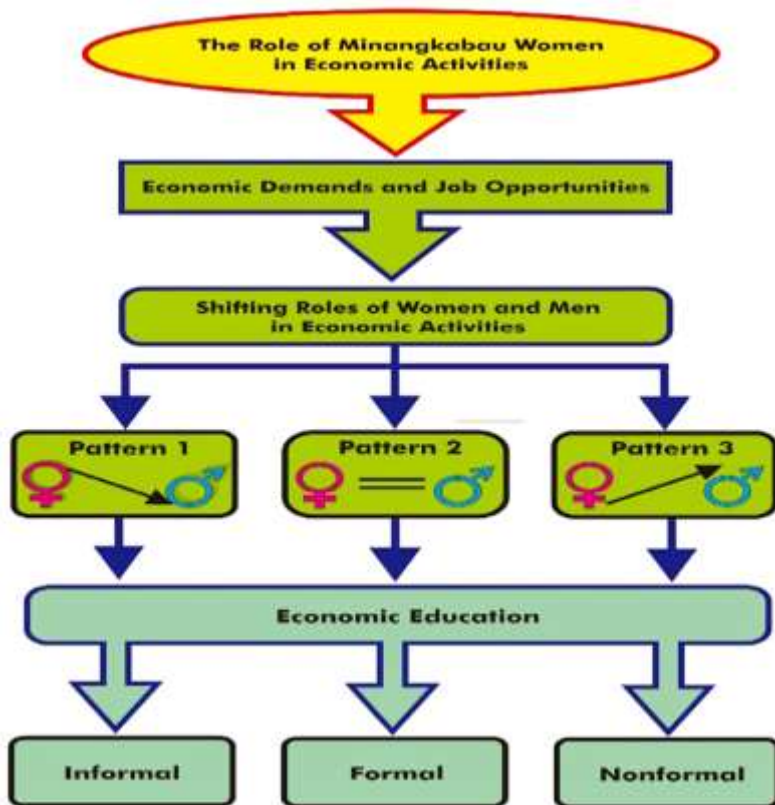 The Role of Minangkabau Women
in Economic Activities
Economic Demands and Job Opportunities
Shifting Roles of Women and Men
in Economic Activities
Pattern 1
Pattern 2
Pattern 3
Economic Education
Informal
Formal
Nonformal